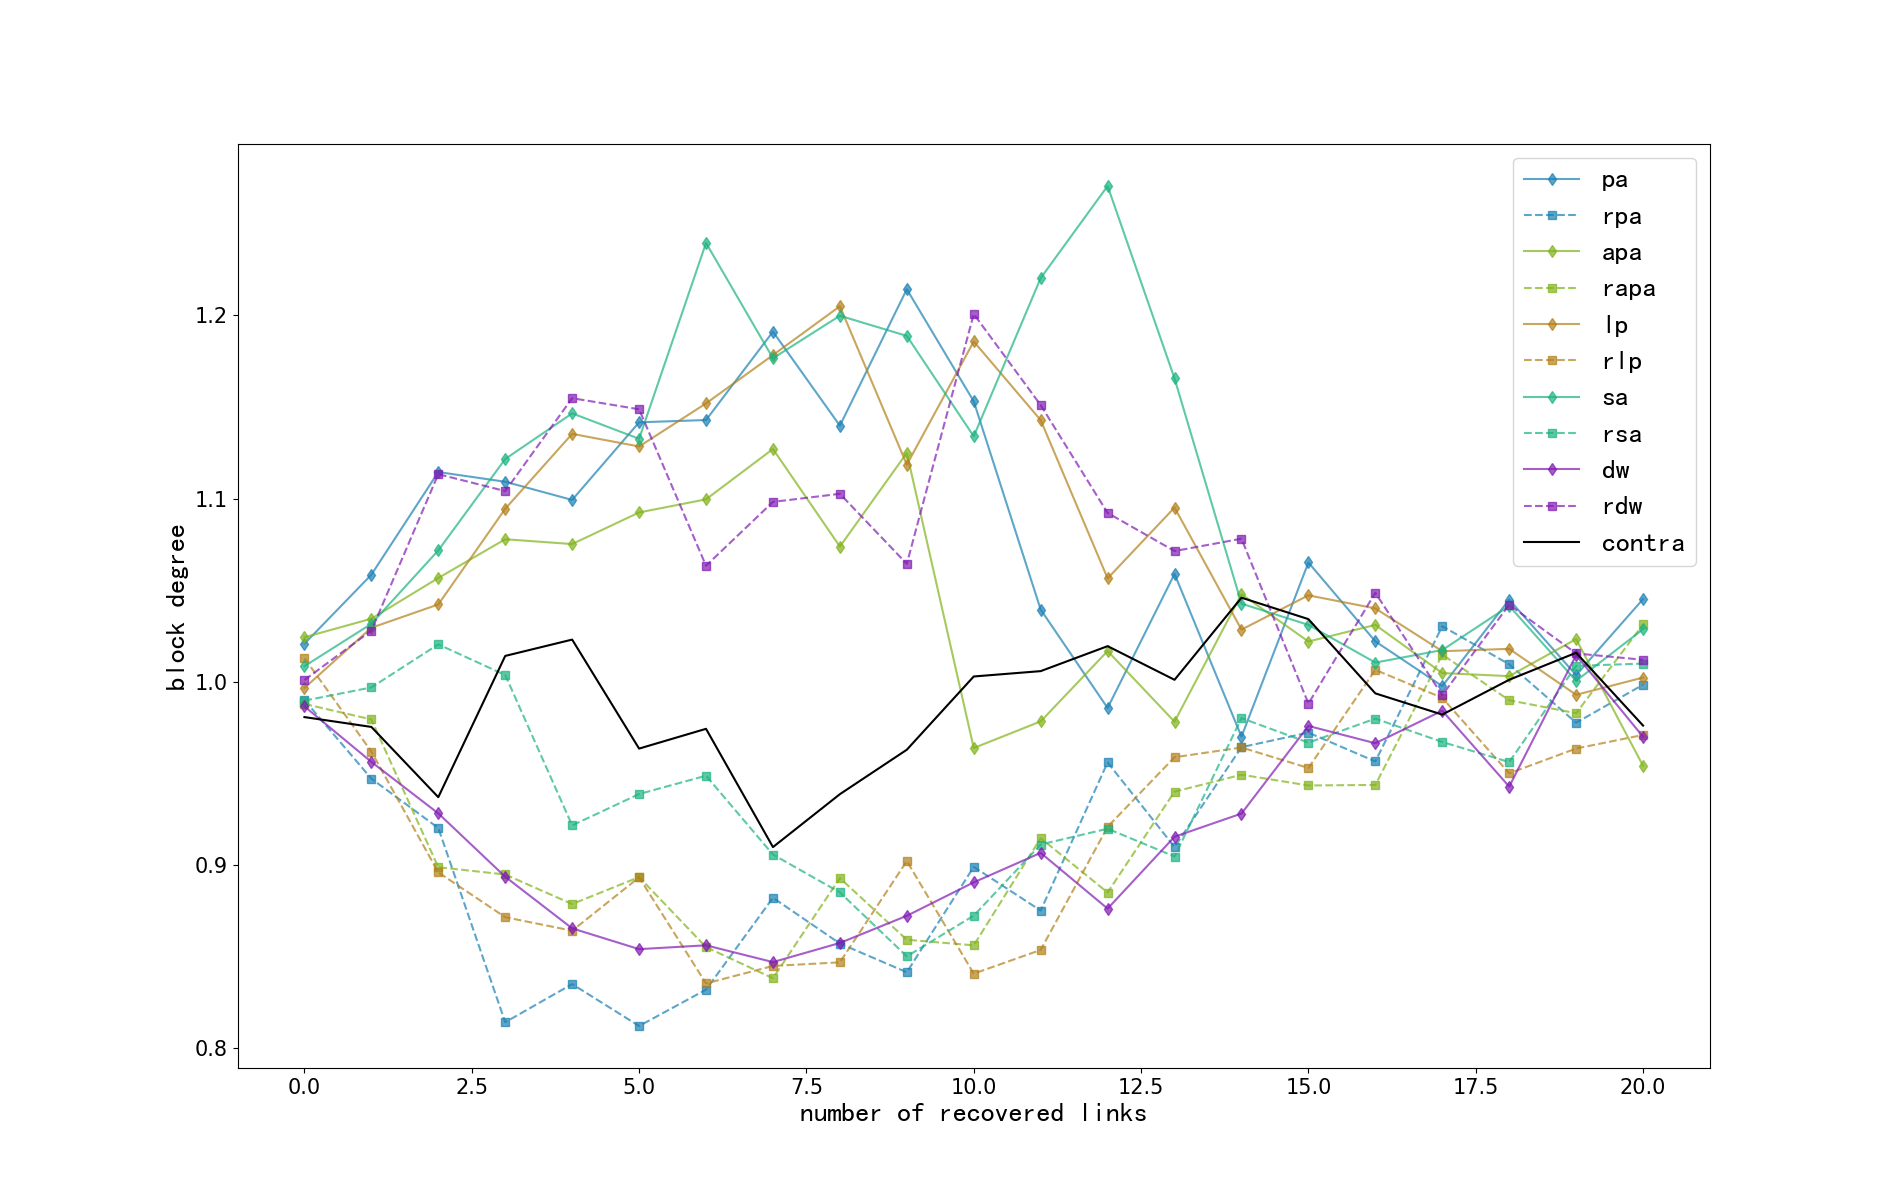 pa
rpa
apa
rapa
lp
rlp
sa
rsa
dw
rdw
contra
block degree
1.2
1.1
1.0
0.9
0.8
0.0 2.5 5.0 7.5 10.0 12.5 15.0 17.5 20.0
number of recovered links